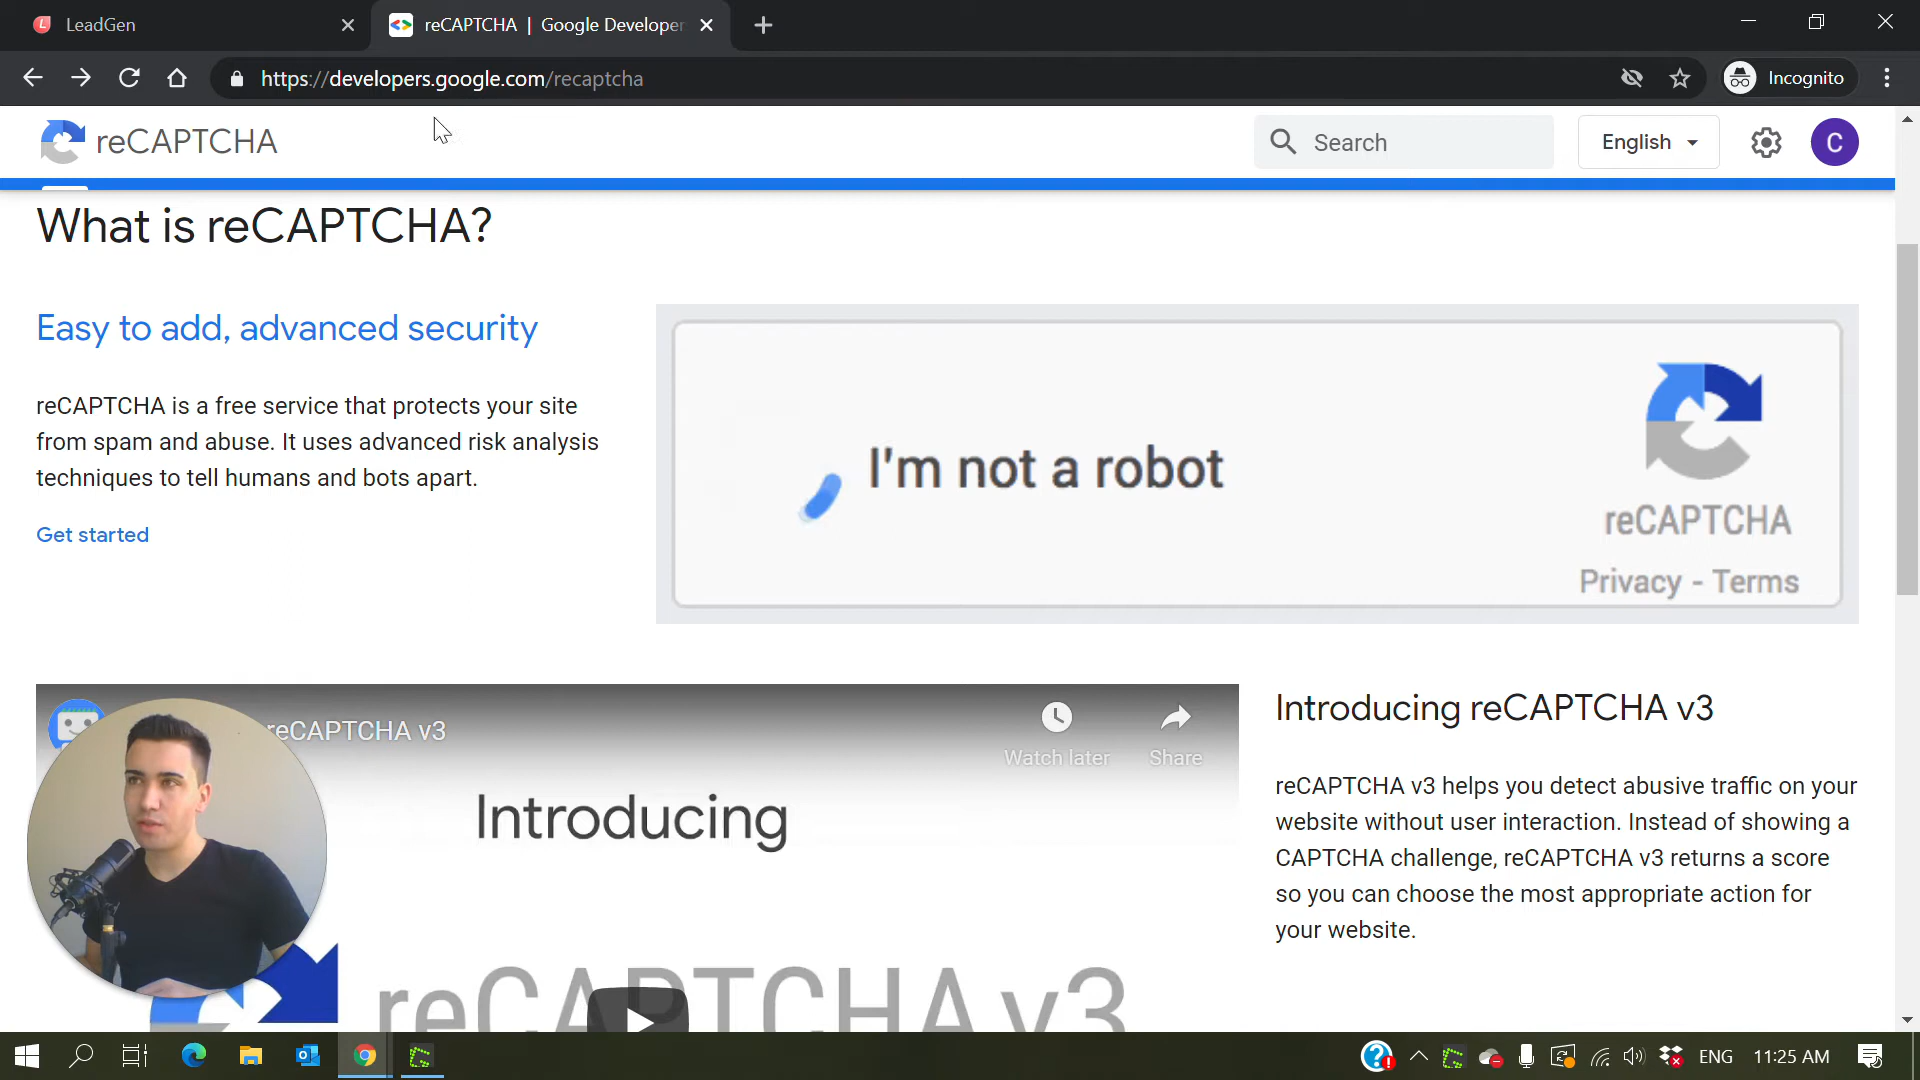 LeadGen
reCAPTCHA | Google Developer
https://developers.google.com/recaptcha
Incognito
reCAPTCHA
Search
English
C
What is reCAPTCHA?
Easy to add, advanced security
reCAPTCHA is a free service that protects your site
from spam and abuse. It uses advanced risk analysis
techniques to tell humans and bots apart.
Get started
I'm not a robot
reCAPTCHA
Privacy - Terms
reCAPTCHA v3
Watch later
Share
Introducing
reCAPTCHA v3
Introducing reCAPTCHA v3
reCAPTCHA v3 helps you detect abusive traffic on your
website without user interaction. Instead of showing a
CAPTCHA challenge, reCAPTCHA v3 returns a score
so you can choose the most appropriate action for
your website.
ENG
11:25 AM